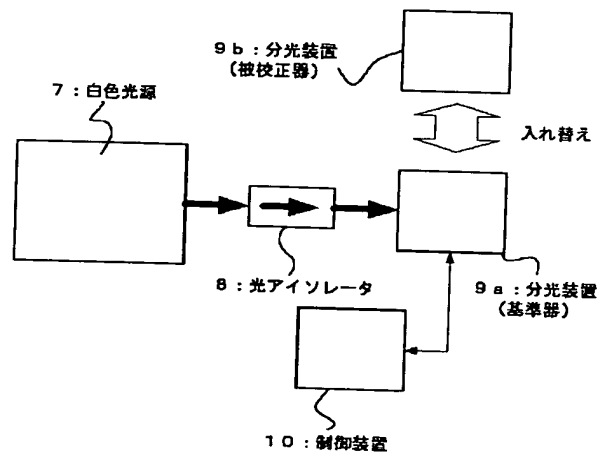 9b：分光装置
（被校正器）
7：白色光源
入れ替え
8：光アイソレータ
9a：分光装置
（基準器）
10：制御装置